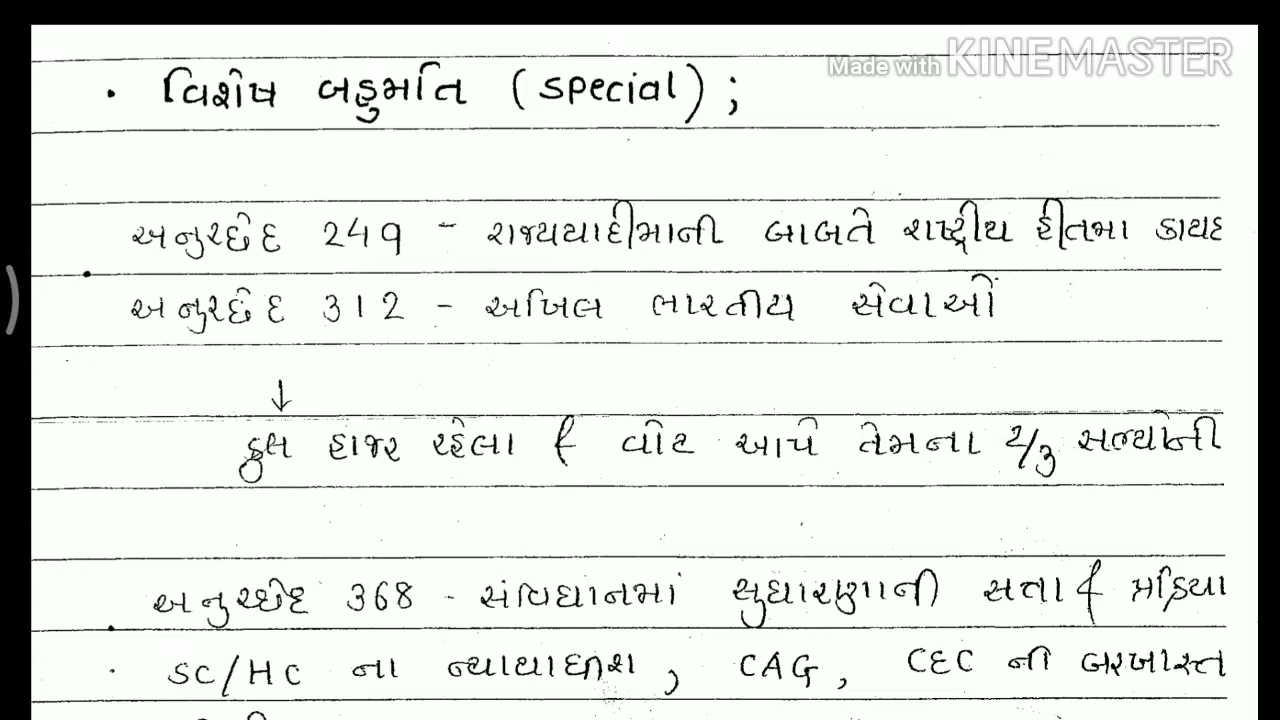 Made with KINEMASTER
• વિશેષ બહુમતિ (special) ;
અનુચ્છેદ 249 - રાજ્યયાદીમાની બાબતે રાષ્ટ્રીય હીતમા કાયદ
અનુચ્છેદ 312 - અખિલ ભારતીય સેવાઓ
↓
કુલ હાજર રહેલા ને વોટ આપે તેમના 2/3 સભ્યોની
અનુચ્છેદ 368 - સંવિધાનમાં સુધારણાની સત્તા ને પ્રક્રિયા
• SC/HC ના ન્યાયાધીશ, CAG, CEC ની બરખાસ્ત